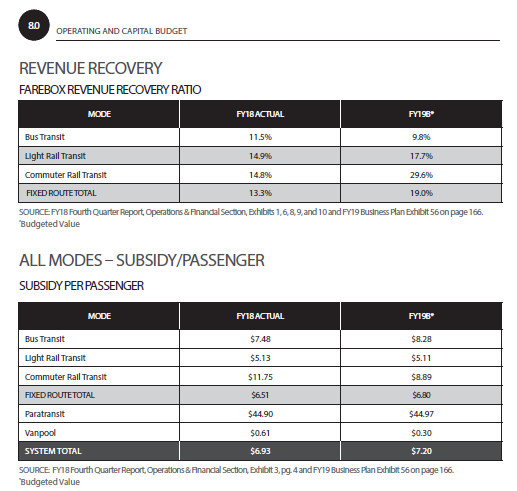 8.0
OPERATING AND CAPITAL BUDGET
REVENUE RECOVERY
FAREBOX REVENUE RECOVERY RATIO
MODE FY18 ACTUAL FY19B*
Bus Transit 11.5% 9.8%
Light Rail Transit 14.9% 17.7%
Commuter Rail Transit 14.8% 29.6%
FIXED ROUTE TOTAL 13.3% 19.0%
SOURCE: FY18 Fourth Quarter Report, Operations & Financial Section, Exhibits 1, 6, 8, 9, and 10 and FY19 Business Plan Exhibit 56 on page 166.
*Budgeted Value
ALL MODES – SUBSIDY/PASSENGER
SUBSIDY PER PASSENGER
MODE FY18 ACTUAL FY19B*
Bus Transit $7.48 $8.28
Light Rail Transit $5.13 $5.11
Commuter Rail Transit $11.75 $8.89
FIXED ROUTE TOTAL $6.51 $6.80
Paratransit $44.90 $44.97
Vanpool $0.61 $0.30
SYSTEM TOTAL $6.93 $7.20
SOURCE: FY18 Fourth Quarter Report, Operations & Financial Section, Exhibit 3, pg. 4 and FY19 Business Plan Exhibit 56 on page 166.
*Budgeted Value